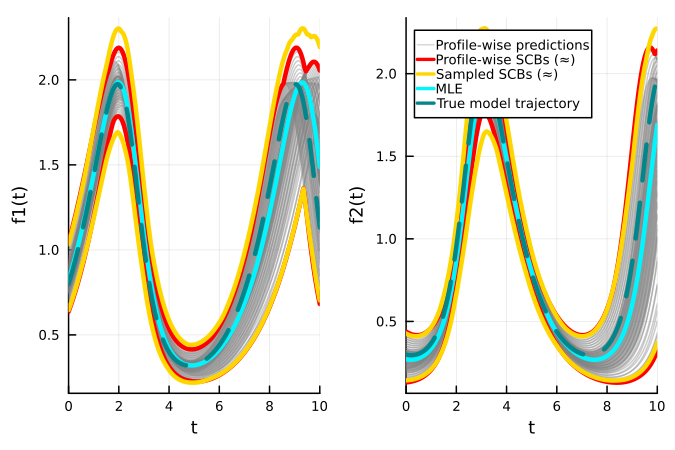 f1(t)
2.0
1.5
1.0
0.5
0 2 4 6 8 10
t
f2(t)
2.0
1.5
1.0
0.5
0 2 4 6 8 10
t
Profile-wise predictions
Profile-wise SCBs (≈)
Sampled SCBs (≈)
MLE
True model trajectory